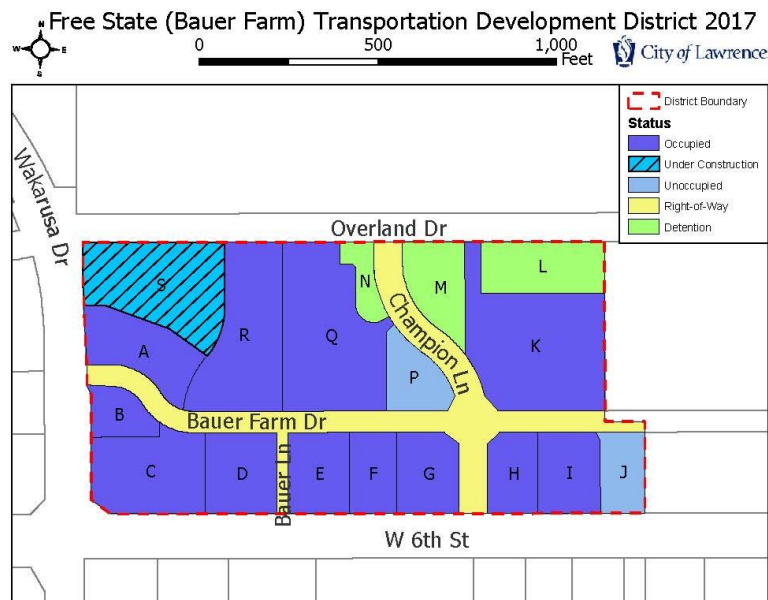 Free State (Bauer Farm) Transportation Development District 2017
N
W E
S
0 500 1,000
Feet
City of Lawrence
District Boundary
Status
Occupied
Under Construction
Unoccupied
Right-of-Way
Detention
Wakarusa Dr
Overland Dr
S
N
M
L
A
R
Q
Champion Ln
K
P
B
Bauer Farm Dr
C
D
Bauer Ln
E
F
G
H
I
J
W 6th St